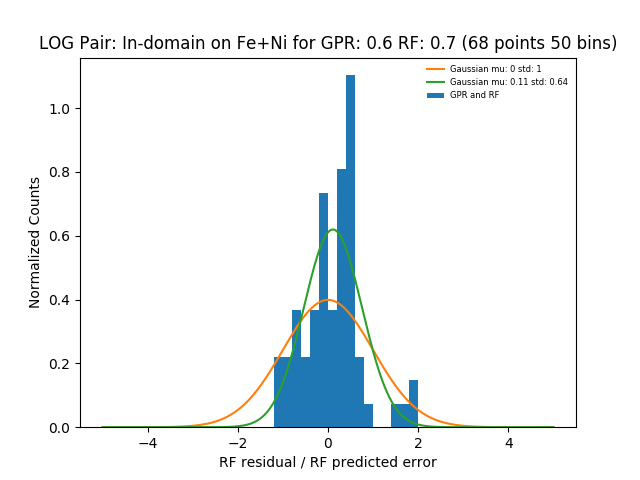 LOG Pair: In-domain on Fe+Ni for GPR: 0.6 RF: 0.7 (68 points 50 bins)
Gaussian mu: 0 std: 1
Gaussian mu: 0.11 std: 0.64
GPR and RF
Normalized Counts
1.0
0.8
0.6
0.4
0.2
0.0
−4 −2 0 2 4
RF residual / RF predicted error